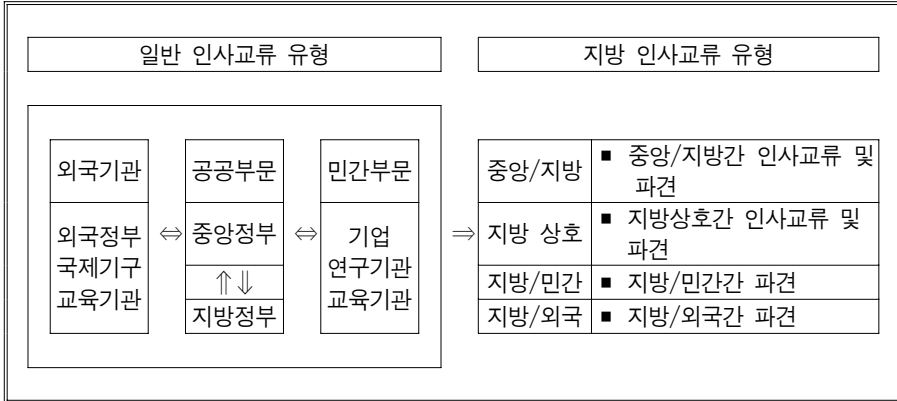 일반 인사교류 유형
지방 인사교류 유형
외국기관
외국정부
국제기구
교육기관
⇔
공공부문
중앙정부
⇑⇓
지방정부
⇔
민간부문
기업
연구기관
교육기관
⇒
중앙/지방
■ 중앙/지방간 인사교류 및
파견
지방 상호
■ 지방상호간 인사교류 및
파견
지방/민간
■ 지방/민간간 파견
지방/외국
■ 지방/외국간 파견